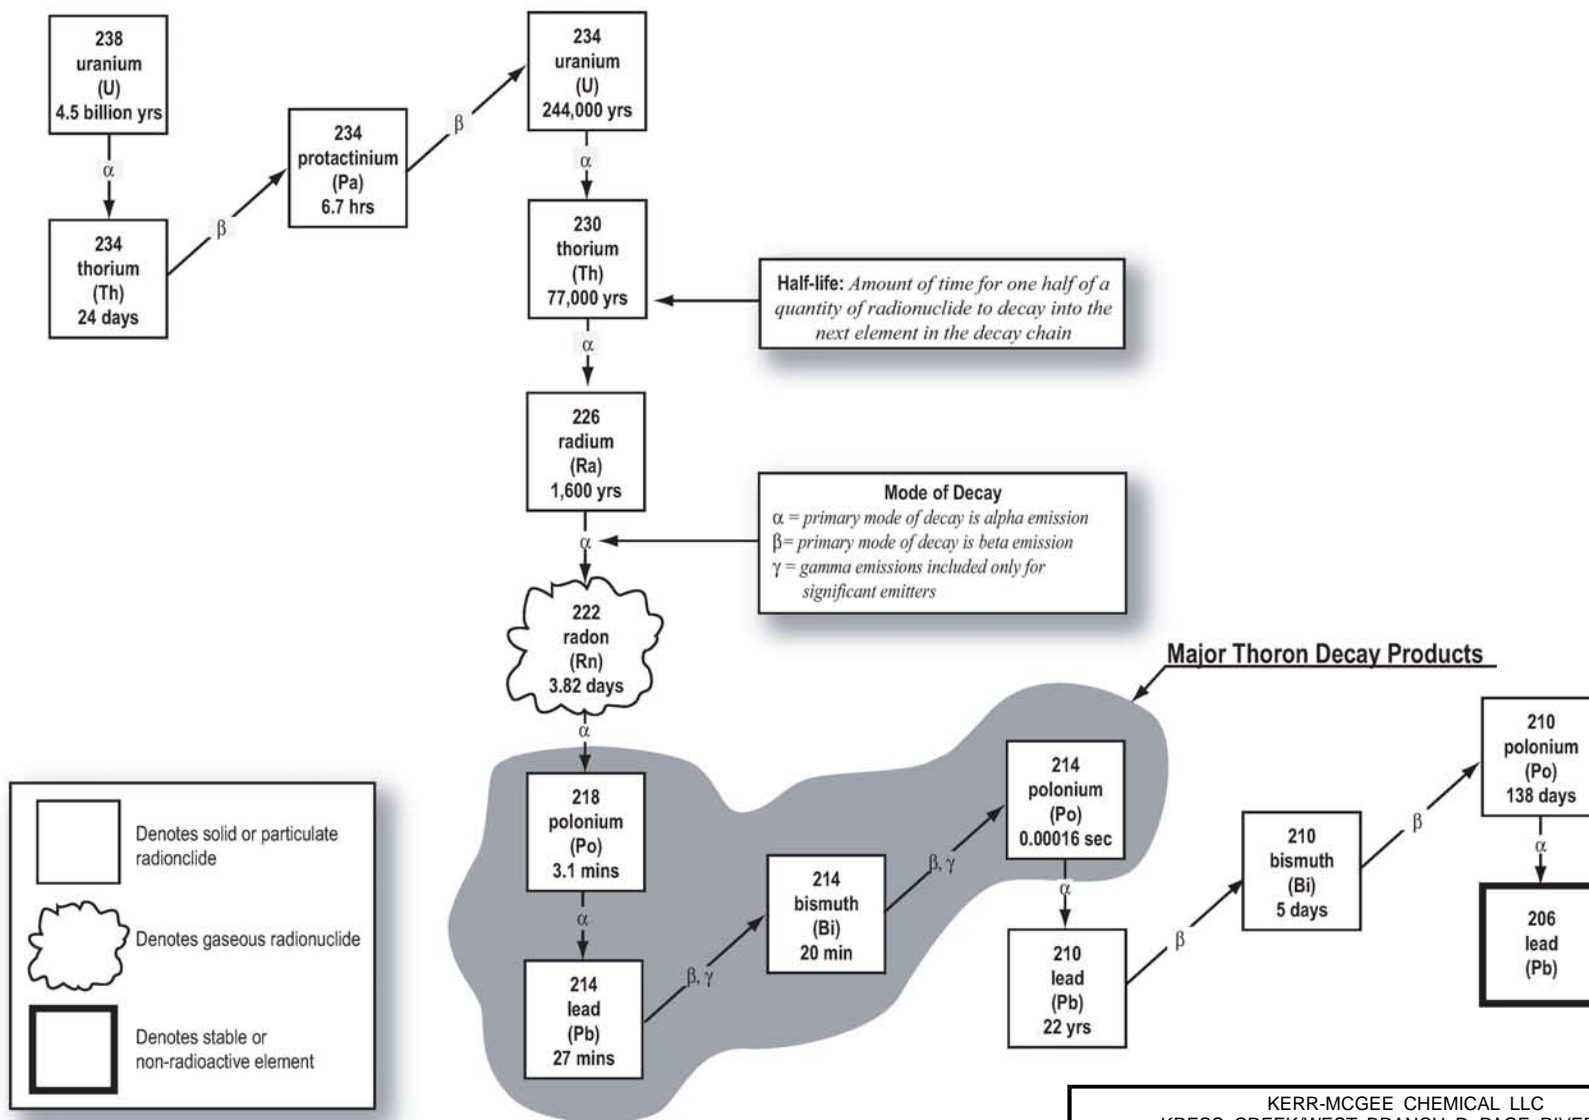 238
uranium
(U)
4.5 billion yrs
α
234
thorium
(Th)
24 days
β
234
protactinium
(Pa)
6.7 hrs
β
234
uranium
(U)
244,000 yrs
α
230
thorium
(Th)
77,000 yrs
Half-life: Amount of time for one half of a
quantity of radionuclide to decay into the
next element in the decay chain
α
226
radium
(Ra)
1,600 yrs
α
Mode of Decay
α = primary mode of decay is alpha emission
β= primary mode of decay is beta emission
γ = gamma emissions included only for
significant emitters
222
radon
(Rn)
3.82 days
α
Major Thoron Decay Products
218
polonium
(Po)
3.1 mins
α
214
lead
(Pb)
27 mins
β, γ
214
bismuth
(Bi)
20 min
β, γ
214
polonium
(Po)
0.00016 sec
α
210
lead
(Pb)
22 yrs
β
210
bismuth
(Bi)
5 days
β
210
polonium
(Po)
138 days
α
206
lead
(Pb)
Denotes solid or particulate
radionclide
Denotes gaseous radionuclide
Denotes stable or
non-radioactive element
KERR-MCGEE CHEMICAL LLC